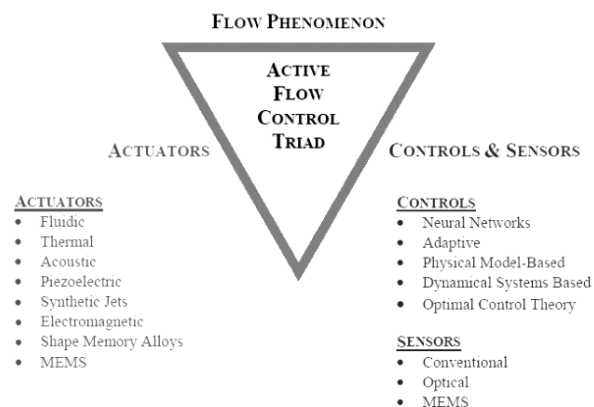 FLOW PHENOMENON
ACTIVE
FLOW
CONTROL
TRIAD
ACTUATORS
CONTROLS & SENSORS
ACTUATORS
• Fluidic
• Thermal
• Acoustic
• Piezoelectric
• Synthetic Jets
• Electromagnetic
• Shape Memory Alloys
• MEMS
CONTROLS
• Neural Networks
• Adaptive
• Physical Model-Based
• Dynamical Systems Based
• Optimal Control Theory
SENSORS
• Conventional
• Optical
• MEMS